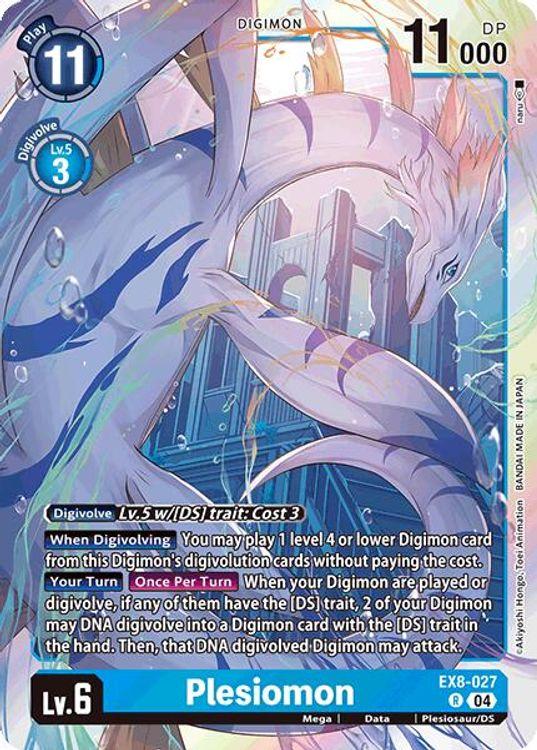 Play
11
DIGIMON
11000 DP
Digivolve
Lv.5
3
naru
©Akiyoshi Hongo, Toei Animation BANDAI MADE IN JAPAN
Digivolve Lv.5 w/[DS] trait: Cost 3
When Digivolving You may play 1 level 4 or lower Digimon card
from this Digimon's digivolution cards without paying the cost.
Your Turn Once Per Turn When your Digimon are played or
digivolve, if any of them have the [DS] trait, 2 of your Digimon
may DNA digivolve into a Digimon card with the [DS] trait in
the hand. Then, that DNA digivolved Digimon may attack.
Lv.6
Plesiomon
EX8-027
R 04
Mega | Data | Plesiosaur/DS